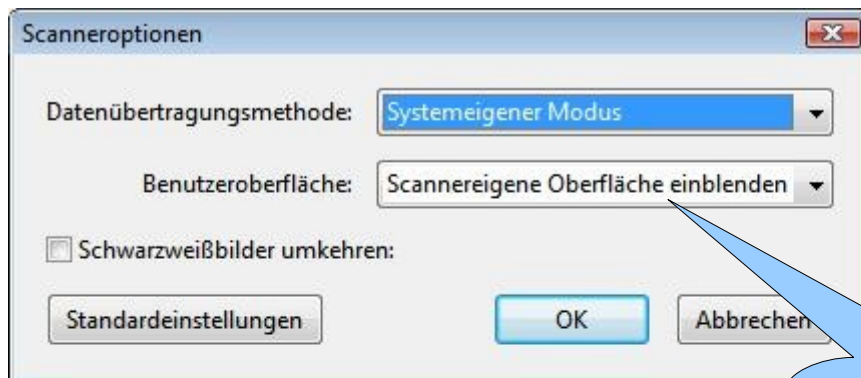 Scanneroptionen
Datenübertragungsmethode: Systemeigener Modus
Benutzeroberfläche: Scannereigene Oberfläche einblenden
Schwarzweißbilder umkehren:
Standardeinstellungen OK Abbrechen